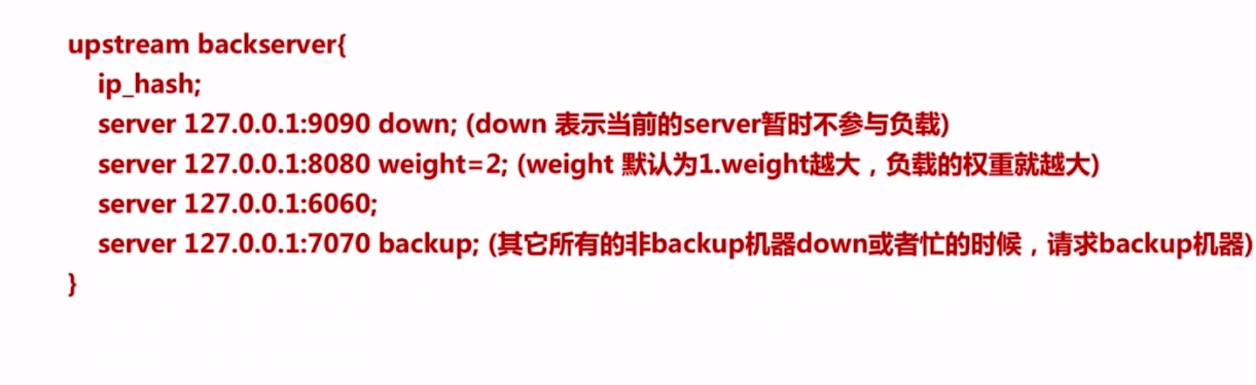 upstream backserver{
ip_hash;
server 127.0.0.1:9090 down; (down 表示当前的server暂时不参与负载)
server 127.0.0.1:8080 weight=2; (weight 默认为1.weight越大，负载的权重就越大)
server 127.0.0.1:6060;
server 127.0.0.1:7070 backup; (其它所有的非backup机器down或者忙的时候，请求backup机器)
}